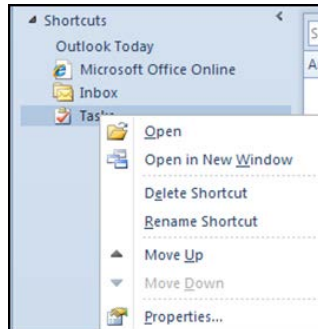 Shortcuts
Outlook Today
Microsoft Office Online
Inbox
Open
Open in New Window
Delete Shortcut
Rename Shortcut
Move Up
Move Down
Properties...